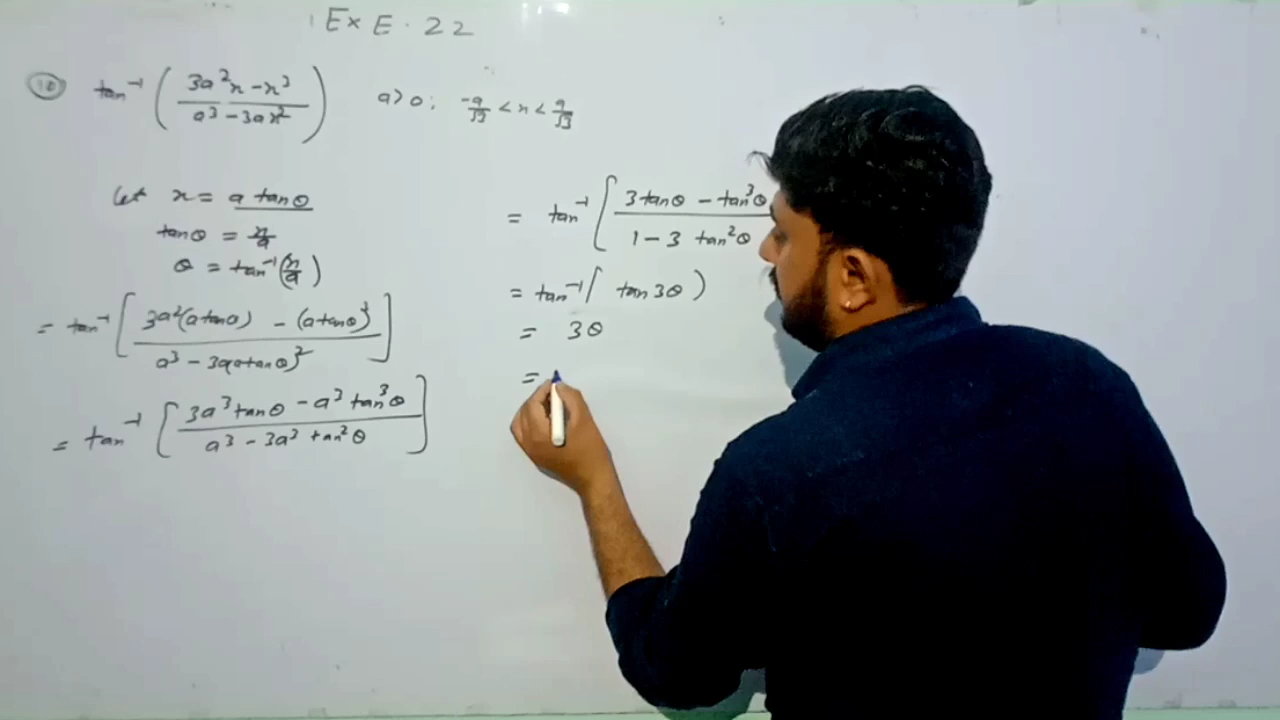 Ex E. 22
10 tan⁻¹ ( (3a²x - x³) / (a³ - 3ax²) ) a>0; -a/√3 < x < a/√3
Let x = a tanθ
tanθ = x/a
θ = tan⁻¹(x/a)
= tan⁻¹ [ (3a²(a tanθ) - (a tanθ)³) / (a³ - 3a(a tanθ)²) ]
= tan⁻¹ [ (3a³ tanθ - a³ tan³θ) / (a³ - 3a³ tan²θ) ]
= tan⁻¹ [ (3 tanθ - tan³θ) / (1 - 3 tan²θ)
= tan⁻¹ ( tan 3θ )
= 3θ
=